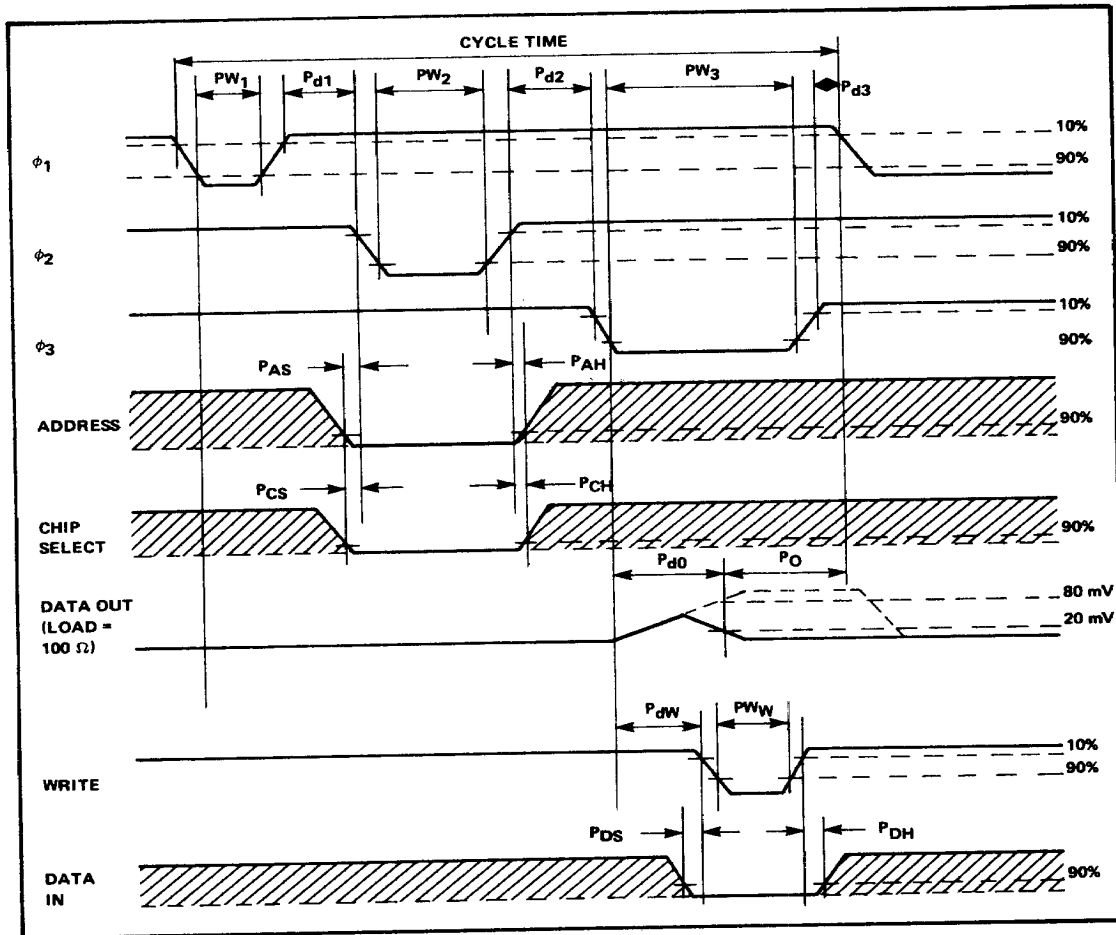 CYCLE TIME
PW1 Pd1 PW2 Pd2 PW3 Pd3
10%
ϕ1
90%
10%
ϕ2
90%
10%
ϕ3
90%
PAS PAH
ADDRESS
90%
PCS PCH
CHIP
SELECT
90%
Pd0 PO
DATA OUT
(LOAD =
100 Ω)
80 mV
20 mV
PdW PWW
10%
90%
WRITE
PDS PDH
DATA
IN
90%